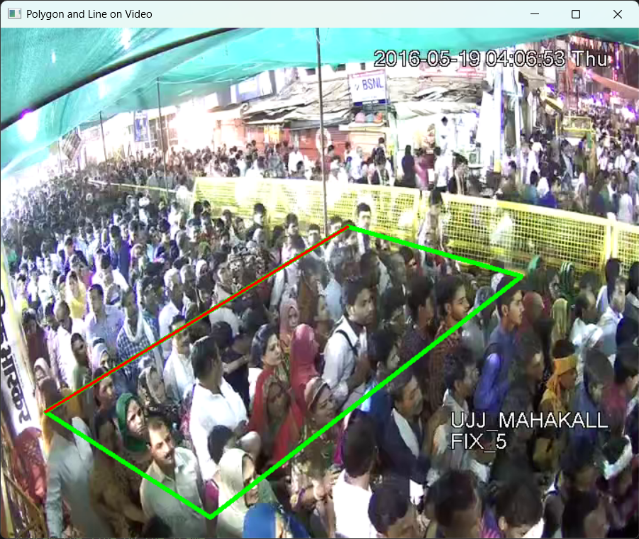 Polygon and Line on Video
2016-05-19 04:06:53 Thu
BSNL
UJJ_MAHAKALL
FIX_5